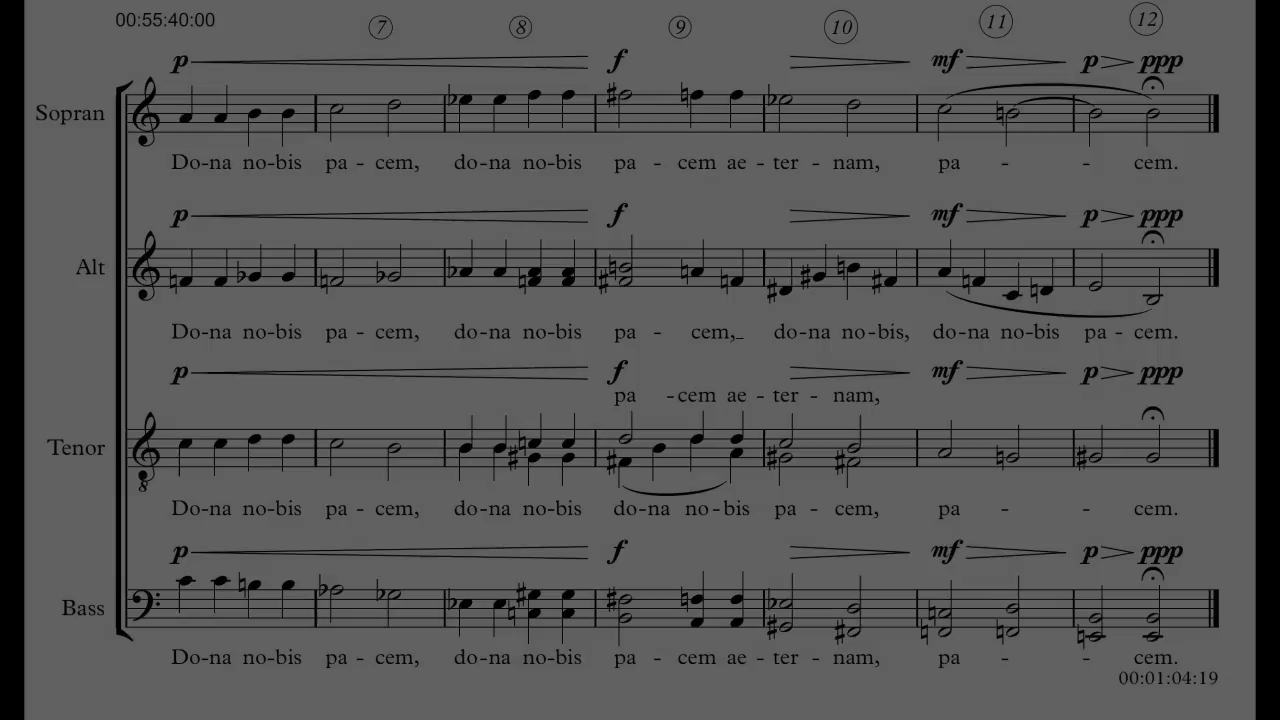 00:55:40:00
7 8 9 10 11 12
p f mf p ppp
Sopran
Do-na no-bis pa - cem, do-na no-bis pa - cem ae - ter - nam, pa - - cem.
p f mf p ppp
Alt
Do-na no-bis pa - cem, do-na no-bis pa - cem,_ do-na no-bis, do-na no-bis pa - cem.
p f mf p ppp
pa - cem ae - ter - nam,
Tenor
8
Do-na no-bis pa - cem, do-na no-bis do-na no-bis pa - cem, pa - - cem.
p f mf p ppp
Bass
Do-na no-bis pa - cem, do-na no-bis pa - cem ae - ter - nam, pa - - cem.
00:01:04:19